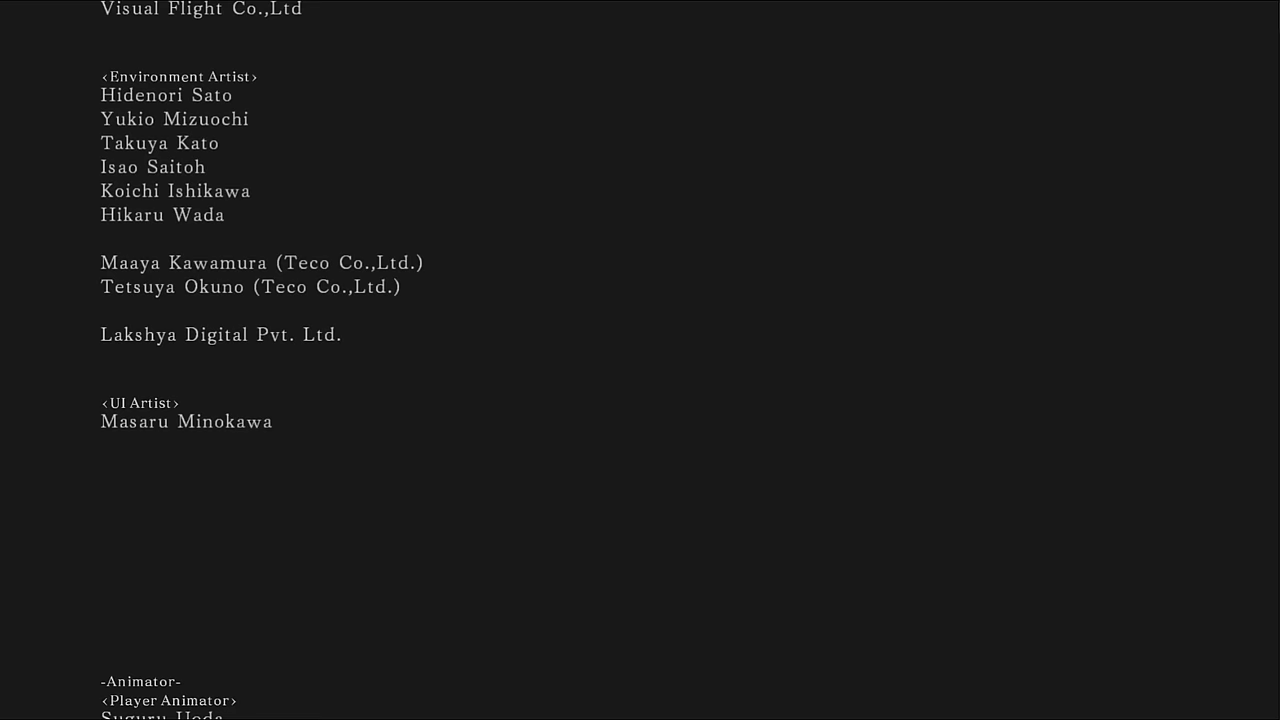 Visual Flight Co.,Ltd
‹Environment Artist›
Hidenori Sato
Yukio Mizuochi
Takuya Kato
Isao Saitoh
Koichi Ishikawa
Hikaru Wada
Maaya Kawamura (Teco Co.,Ltd.)
Tetsuya Okuno (Teco Co.,Ltd.)
Lakshya Digital Pvt. Ltd.
‹UI Artist›
Masaru Minokawa
-Animator-
‹Player Animator›
Suguru